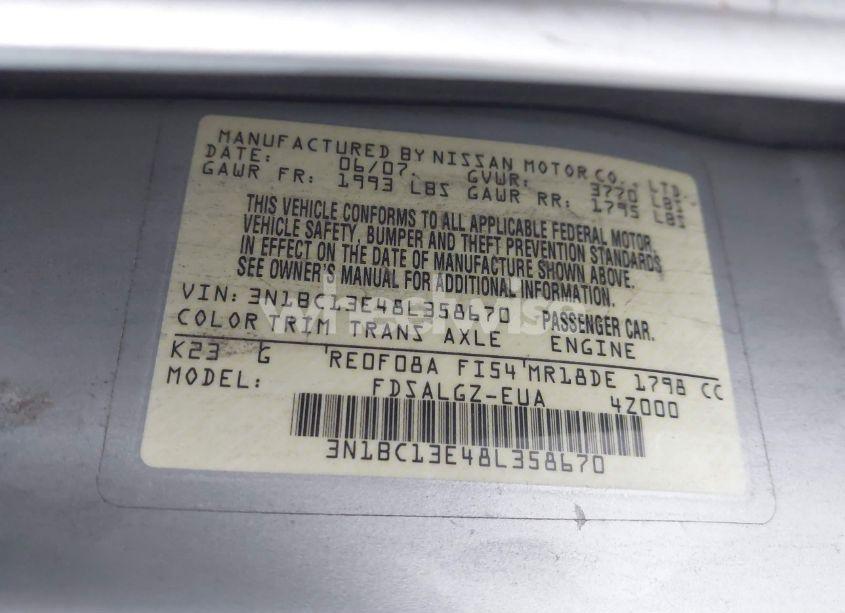 MANUFACTURED BY NISSAN MOTOR CO., LTD.
DATE: 06/07. GVWR: 3770 LBS
GAWR FR: 1993 LBS GAWR RR: 1795 LBS
THIS VEHICLE CONFORMS TO ALL APPLICABLE FEDERAL MOTOR
VEHICLE SAFETY, BUMPER AND THEFT PREVENTION STANDARDS
IN EFFECT ON THE DATE OF MANUFACTURE SHOWN ABOVE.
SEE OWNER'S MANUAL FOR ADDITIONAL INFORMATION.
VIN: 3N1BC13E48L358670 PASSENGER CAR.
COLOR TRIM TRANS AXLE ENGINE
K23 G RE0F08A FI54 MR18DE 1798 CC
MODEL: FDSALGZ-EUA 4Z000
3N1BC13E48L358670